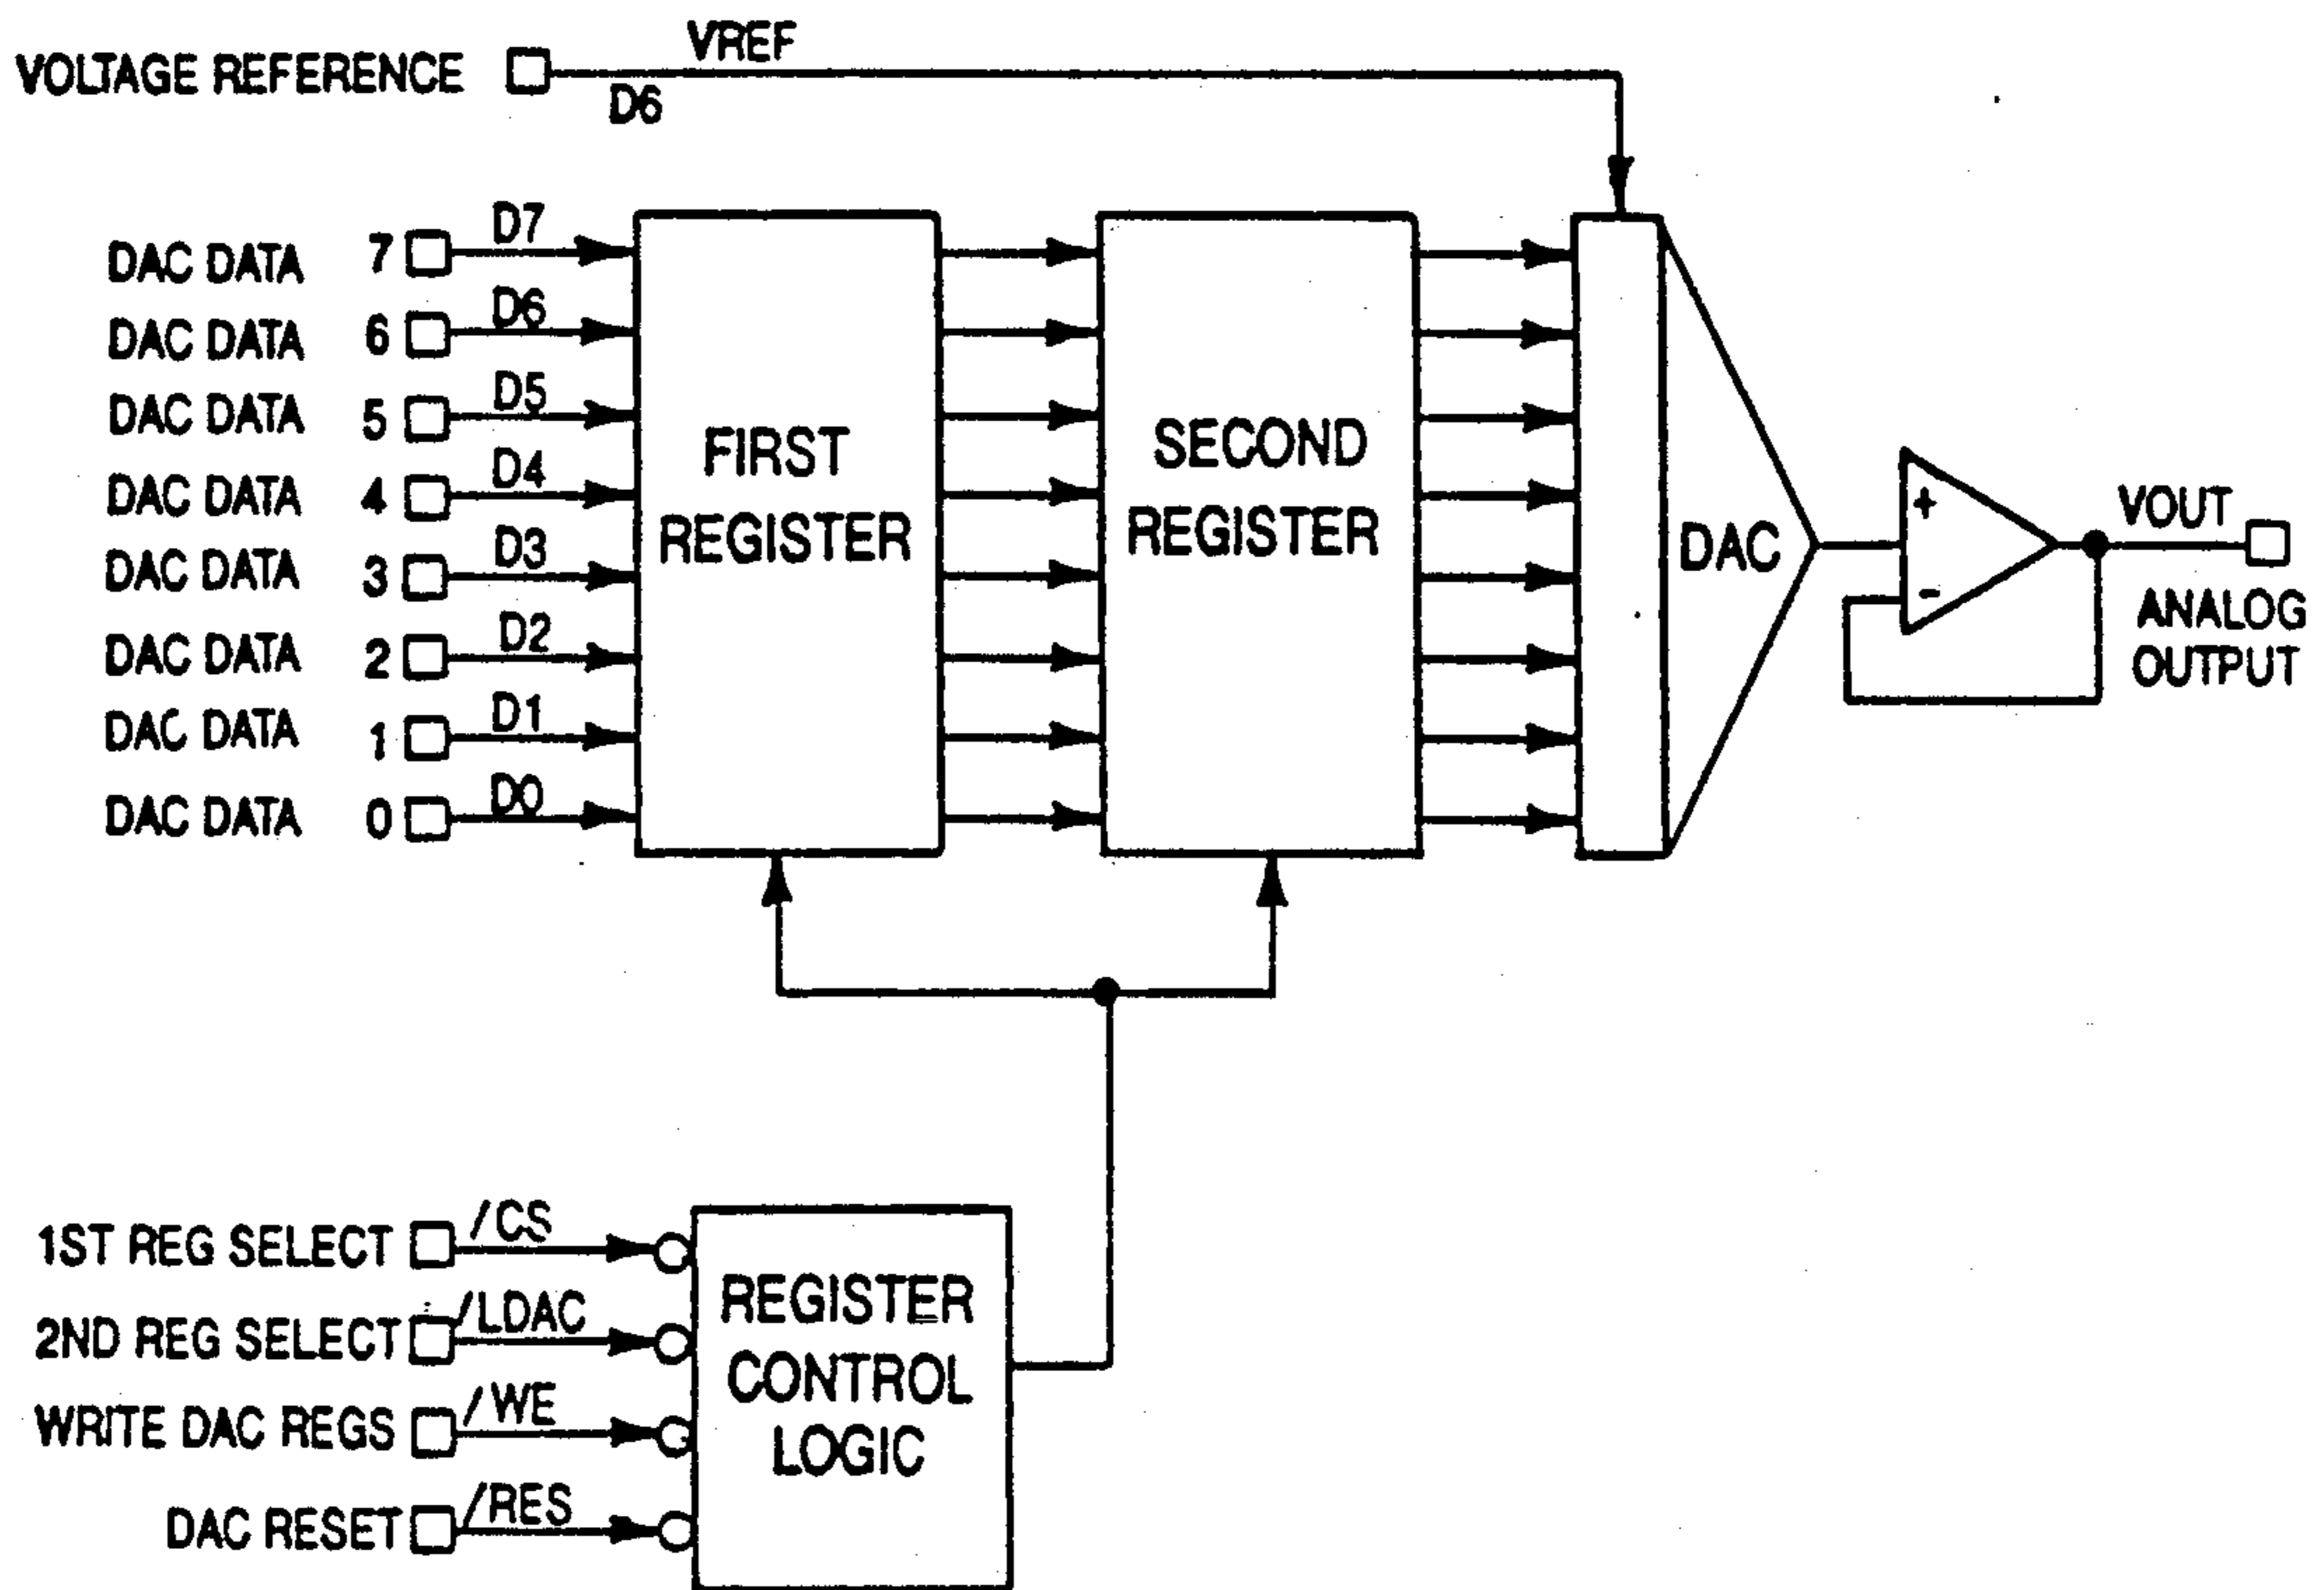 VOLTAGE REFERENCE VREF
D6
DAC DATA 7 D7
DAC DATA 6 D6
DAC DATA 5 D5
DAC DATA 4 D4
DAC DATA 3 D3
DAC DATA 2 D2
DAC DATA 1 D1
DAC DATA 0 D0
FIRST
REGISTER
SECOND
REGISTER
DAC
+
-
VOUT
ANALOG
OUTPUT
1ST REG SELECT /CS
2ND REG SELECT /LDAC
WRITE DAC REGS /WE
DAC RESET /RES
REGISTER
CONTROL
LOGIC